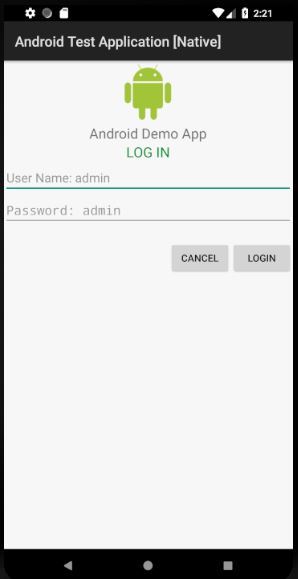 2:21
Android Test Application [Native]
Android Demo App
LOG IN
User Name: admin
Password: admin
CANCEL LOGIN